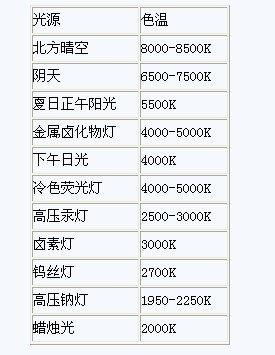 光源 色温
北方晴空 8000-8500K
阴天 6500-7500K
夏日正午阳光 5500K
金属卤化物灯 4000-5000K
下午日光 4000K
冷色荧光灯 4000-5000K
高压汞灯 2500-3000K
卤素灯 3000K
钨丝灯 2700K
高压钠灯 1950-2250K
蜡烛光 2000K